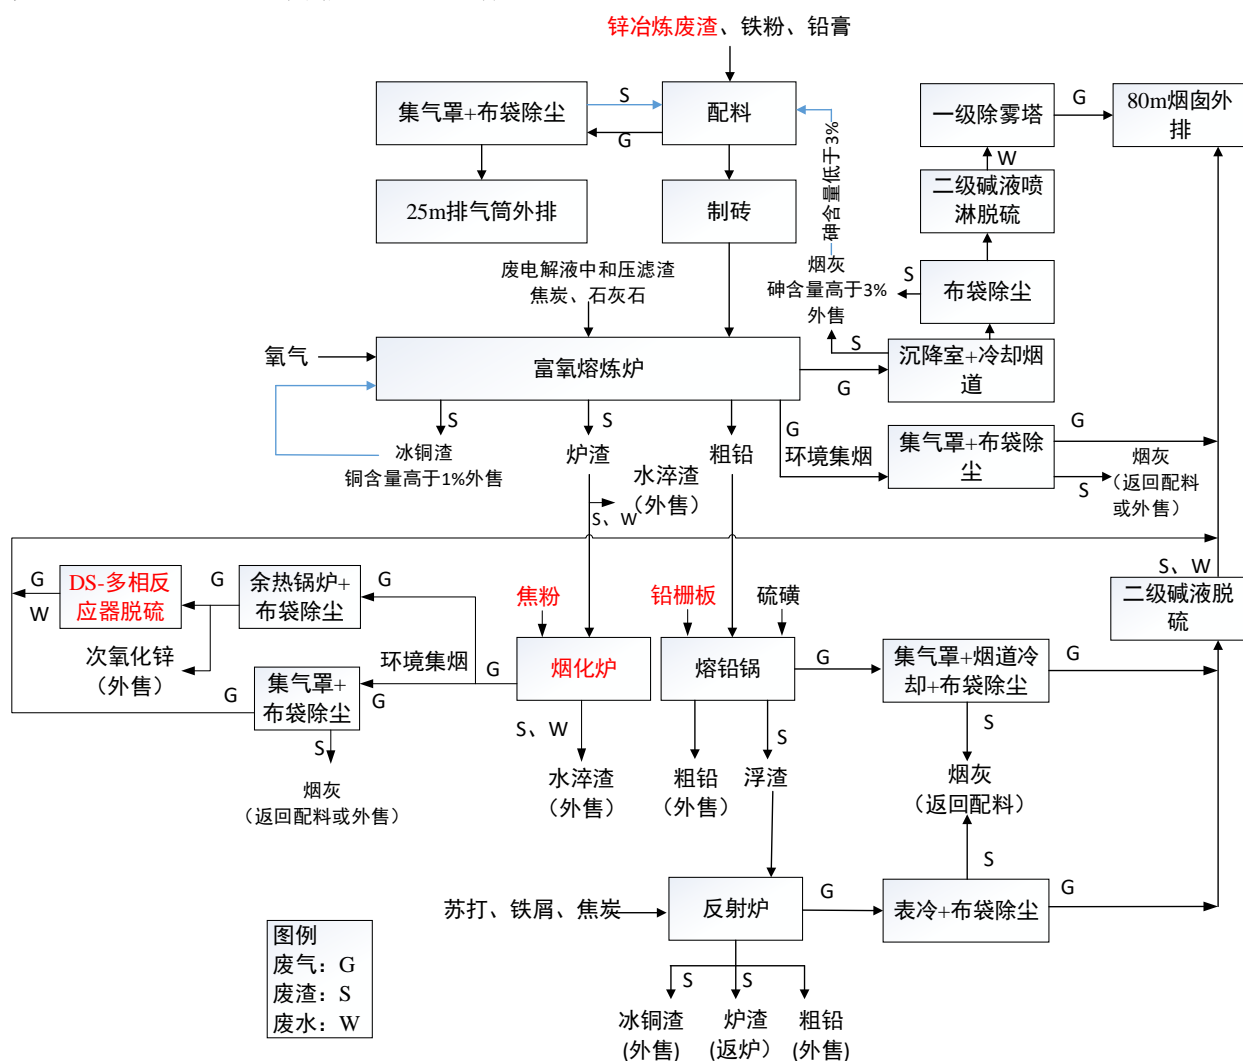 锌冶炼废渣、铁粉、铅膏
集气罩+布袋除尘
S
配料
G
25m排气筒外排
制砖
砷含量低于3%
一级除雾塔
G
80m烟囱外排
W
二级碱液喷淋脱硫
布袋除尘
S
烟灰
砷含量高于3%
外售
S
沉降室+冷却烟道
G
废电解液中和压滤渣
焦炭、石灰石
氧气
富氧熔炼炉
S
冰铜渣
铜含量高于1%外售
S
炉渣
粗铅
G
环境集烟
集气罩+布袋除尘
G
S
烟灰
（返回配料
或外售）
水淬渣
（外售）
S、W
G
W
DS-多相反应器脱硫
G
余热锅炉+布袋除尘
G
次氧化锌
（外售）
环境集烟
G
集气罩+布袋除尘
G
S
烟灰
（返回配料或外售）
焦粉
烟化炉
G
S、W
水淬渣
（外售）
铅栅板
硫磺
熔铅锅
G
粗铅
（外售）
S
浮渣
集气罩+烟道冷却+布袋除尘
G
S
烟灰
（返回配料）
S
S、W
二级碱液脱硫
苏打、铁屑、焦炭
反射炉
G
表冷+布袋除尘
G
S
S
S
冰铜渣
(外售)
炉渣
(返炉）
粗铅
(外售)
图例
废气：G
废渣：S
废水：W